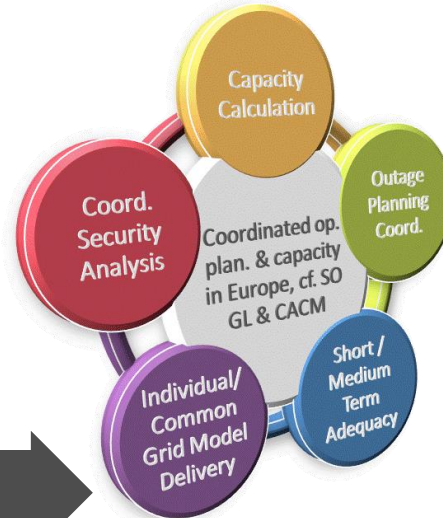 Capacity
Calculation
Outage
Planning
Coord.
Coord.
Security
Analysis
Coordinated op.
plan. & capacity
in Europe, cf. SO
GL & CACM
Short /
Medium
Term
Adequacy
Individual/
Common
Grid Model
Delivery